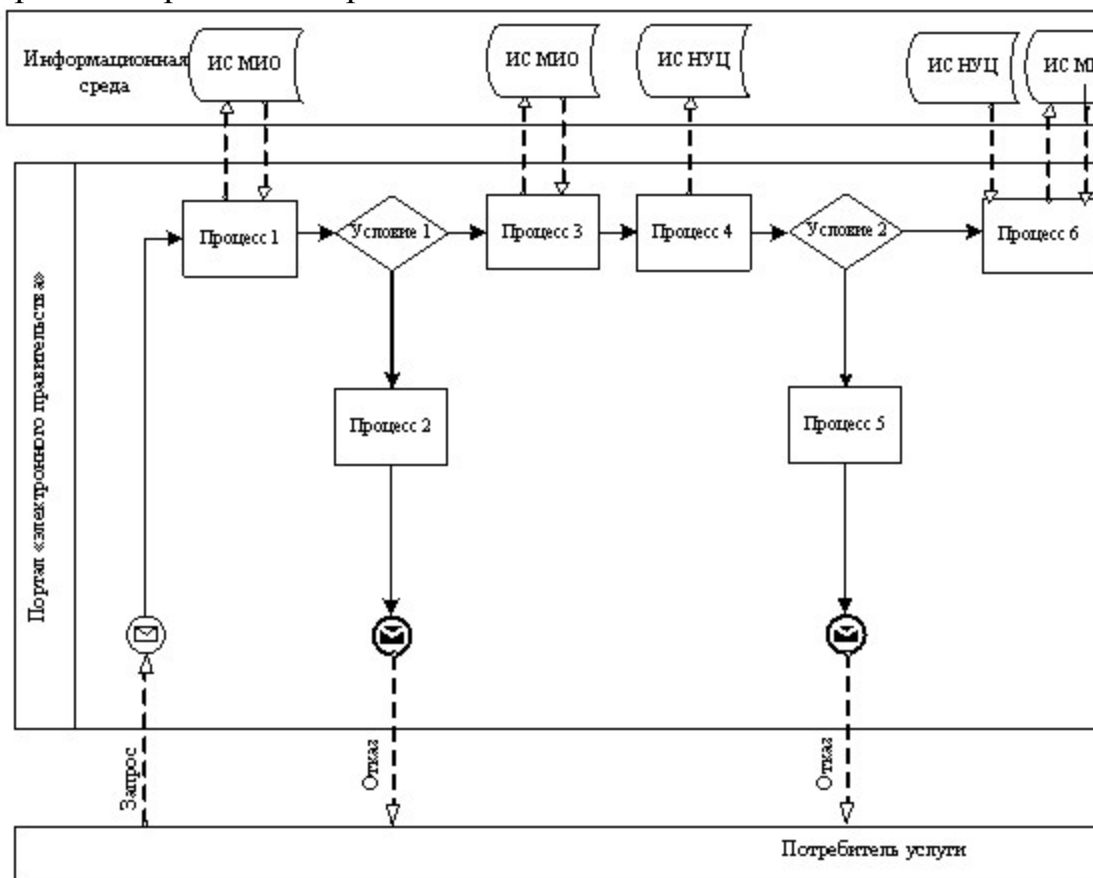 Информационная
среда
ИС МИО
ИС МИО
ИС НУЦ
ИС НУЦ
Процесс 1
Условие 1
Процесс 3
Процесс 4
Условие 2
Процесс 6
Процесс 2
Процесс 5
Портал «электронного правительства»
Запрос
Отказ
Отказ
Потребитель услуги